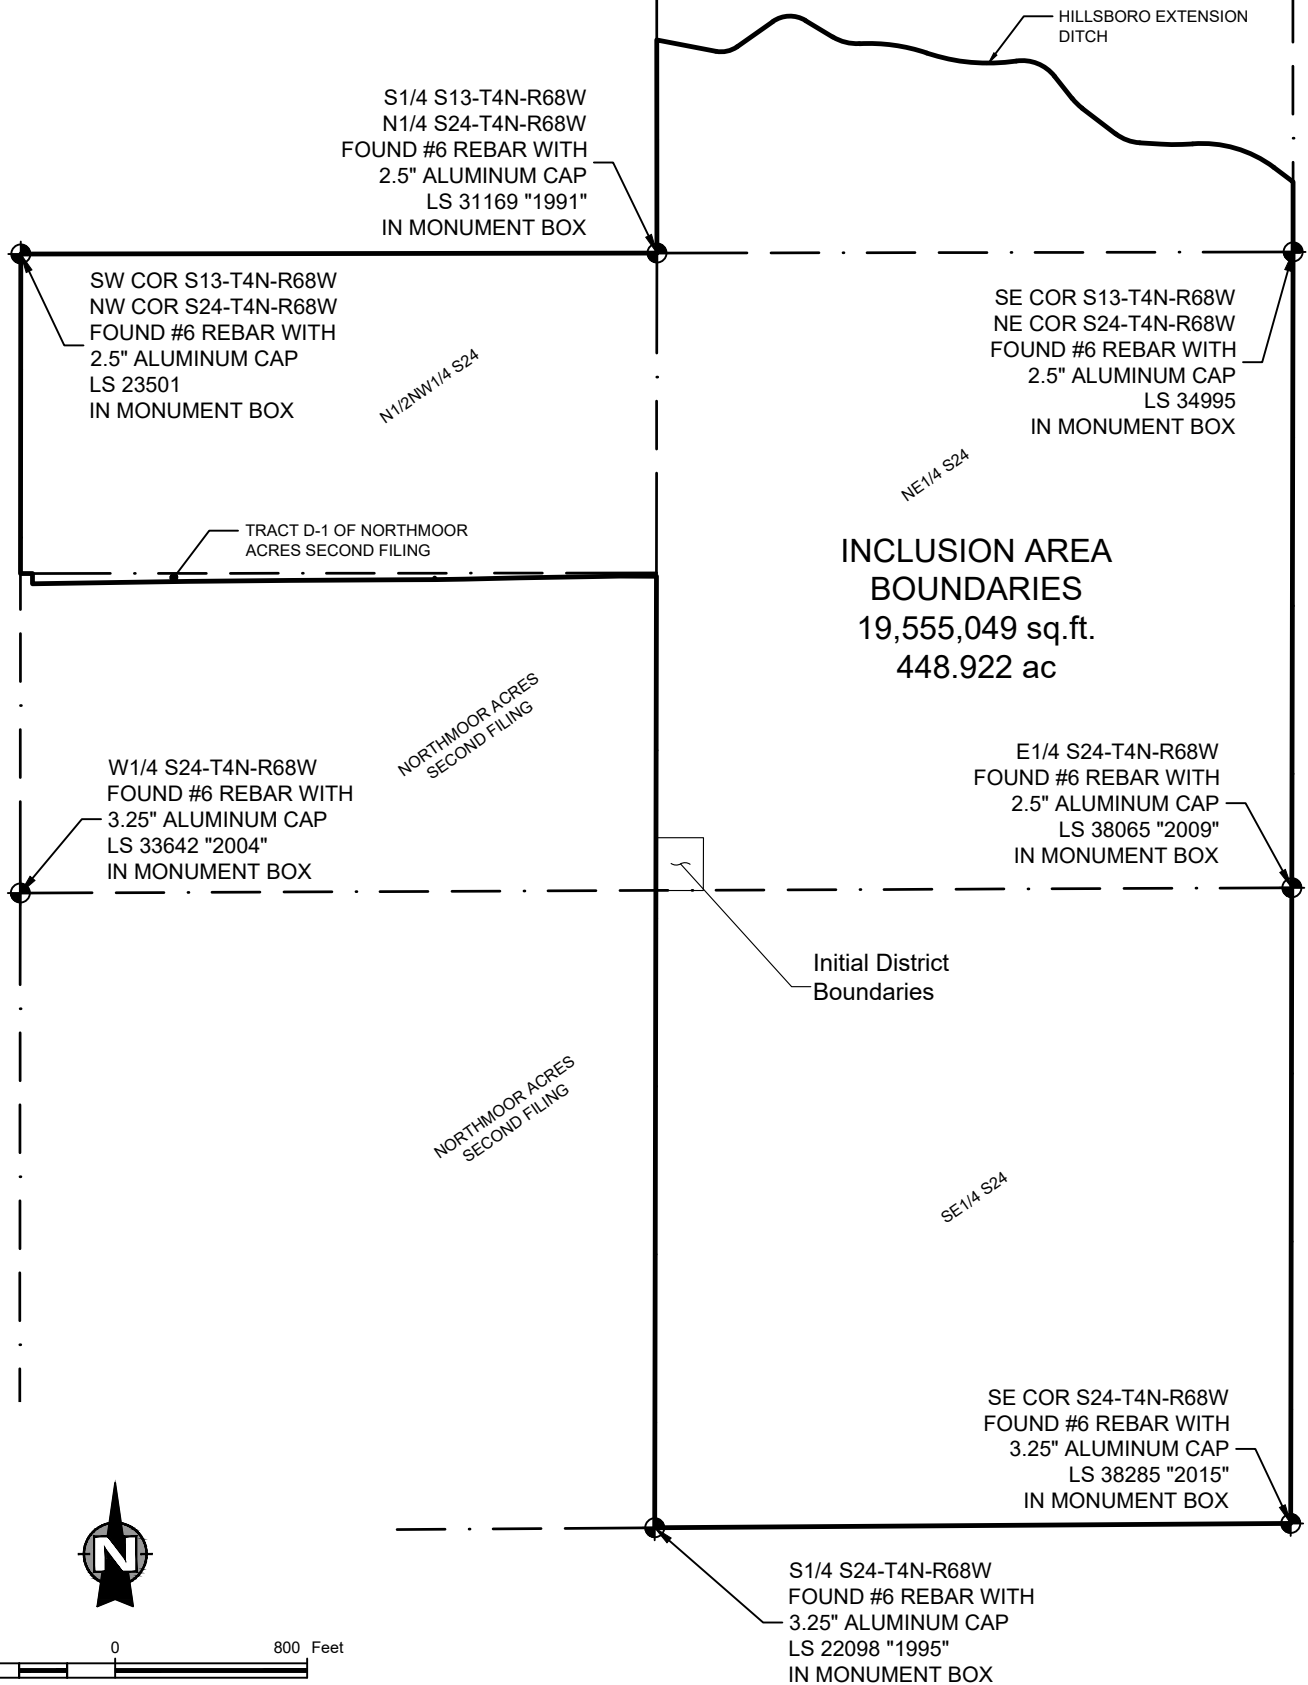 HILLSBORO EXTENSION
DITCH
S1/4 S13-T4N-R68W
N1/4 S24-T4N-R68W
FOUND #6 REBAR WITH
2.5" ALUMINUM CAP
LS 31169 "1991"
IN MONUMENT BOX
SW COR S13-T4N-R68W
NW COR S24-T4N-R68W
FOUND #6 REBAR WITH
2.5" ALUMINUM CAP
LS 23501
IN MONUMENT BOX
SE COR S13-T4N-R68W
NE COR S24-T4N-R68W
FOUND #6 REBAR WITH
2.5" ALUMINUM CAP
LS 34995
IN MONUMENT BOX
N1/2NW1/4 S24
NE1/4 S24
TRACT D-1 OF NORTHMOOR
ACRES SECOND FILING
INCLUSION AREA
BOUNDARIES
19,555,049 sq.ft.
448.922 ac
NORTHMOOR ACRES
SECOND FILING
W1/4 S24-T4N-R68W
FOUND #6 REBAR WITH
3.25" ALUMINUM CAP
LS 33642 "2004"
IN MONUMENT BOX
E1/4 S24-T4N-R68W
FOUND #6 REBAR WITH
2.5" ALUMINUM CAP
LS 38065 "2009"
IN MONUMENT BOX
Initial District
Boundaries
NORTHMOOR ACRES
SECOND FILING
SE1/4 S24
SE COR S24-T4N-R68W
FOUND #6 REBAR WITH
3.25" ALUMINUM CAP
LS 38285 "2015"
IN MONUMENT BOX
N
S1/4 S24-T4N-R68W
FOUND #6 REBAR WITH
3.25" ALUMINUM CAP
LS 22098 "1995"
IN MONUMENT BOX
0 800 Feet